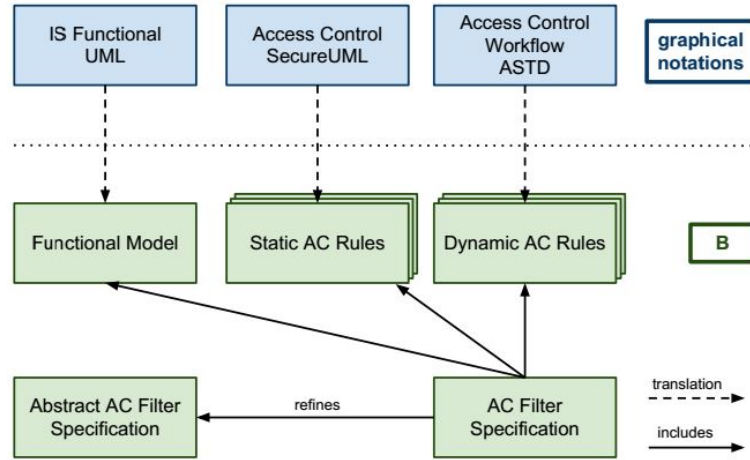 IS Functional
UML
Access Control
SecureUML
Access Control
Workflow
ASTD
graphical
notations
Functional Model
Static AC Rules
Dynamic AC Rules
B
Abstract AC Filter
Specification
refines
AC Filter
Specification
translation
includes